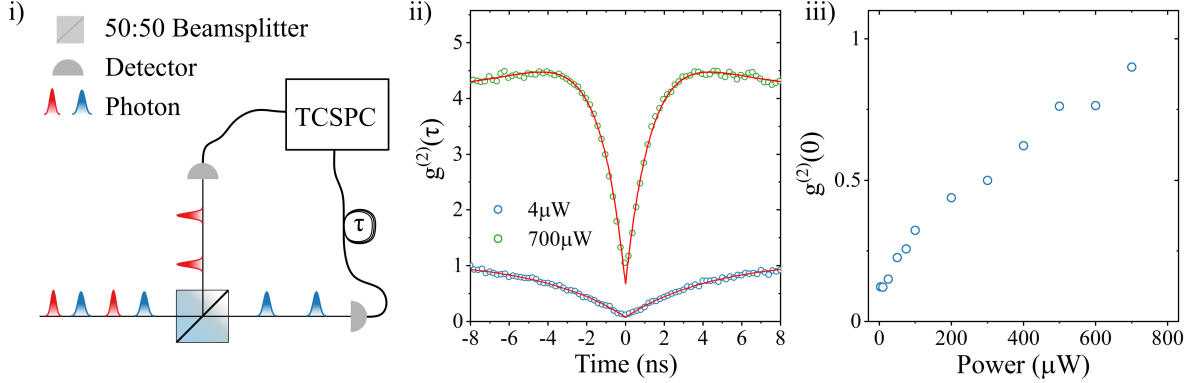 i)
50:50 Beamsplitter
Detector
Photon
TCSPC
τ
ii)
g⁽²⁾(τ)
5
4
3
2
1
0
4μW
700μW
-8 -6 -4 -2 0 2 4 6 8
Time (ns)
iii)
g⁽²⁾(0)
1
0.5
0
0 200 400 600 800
Power (μW)